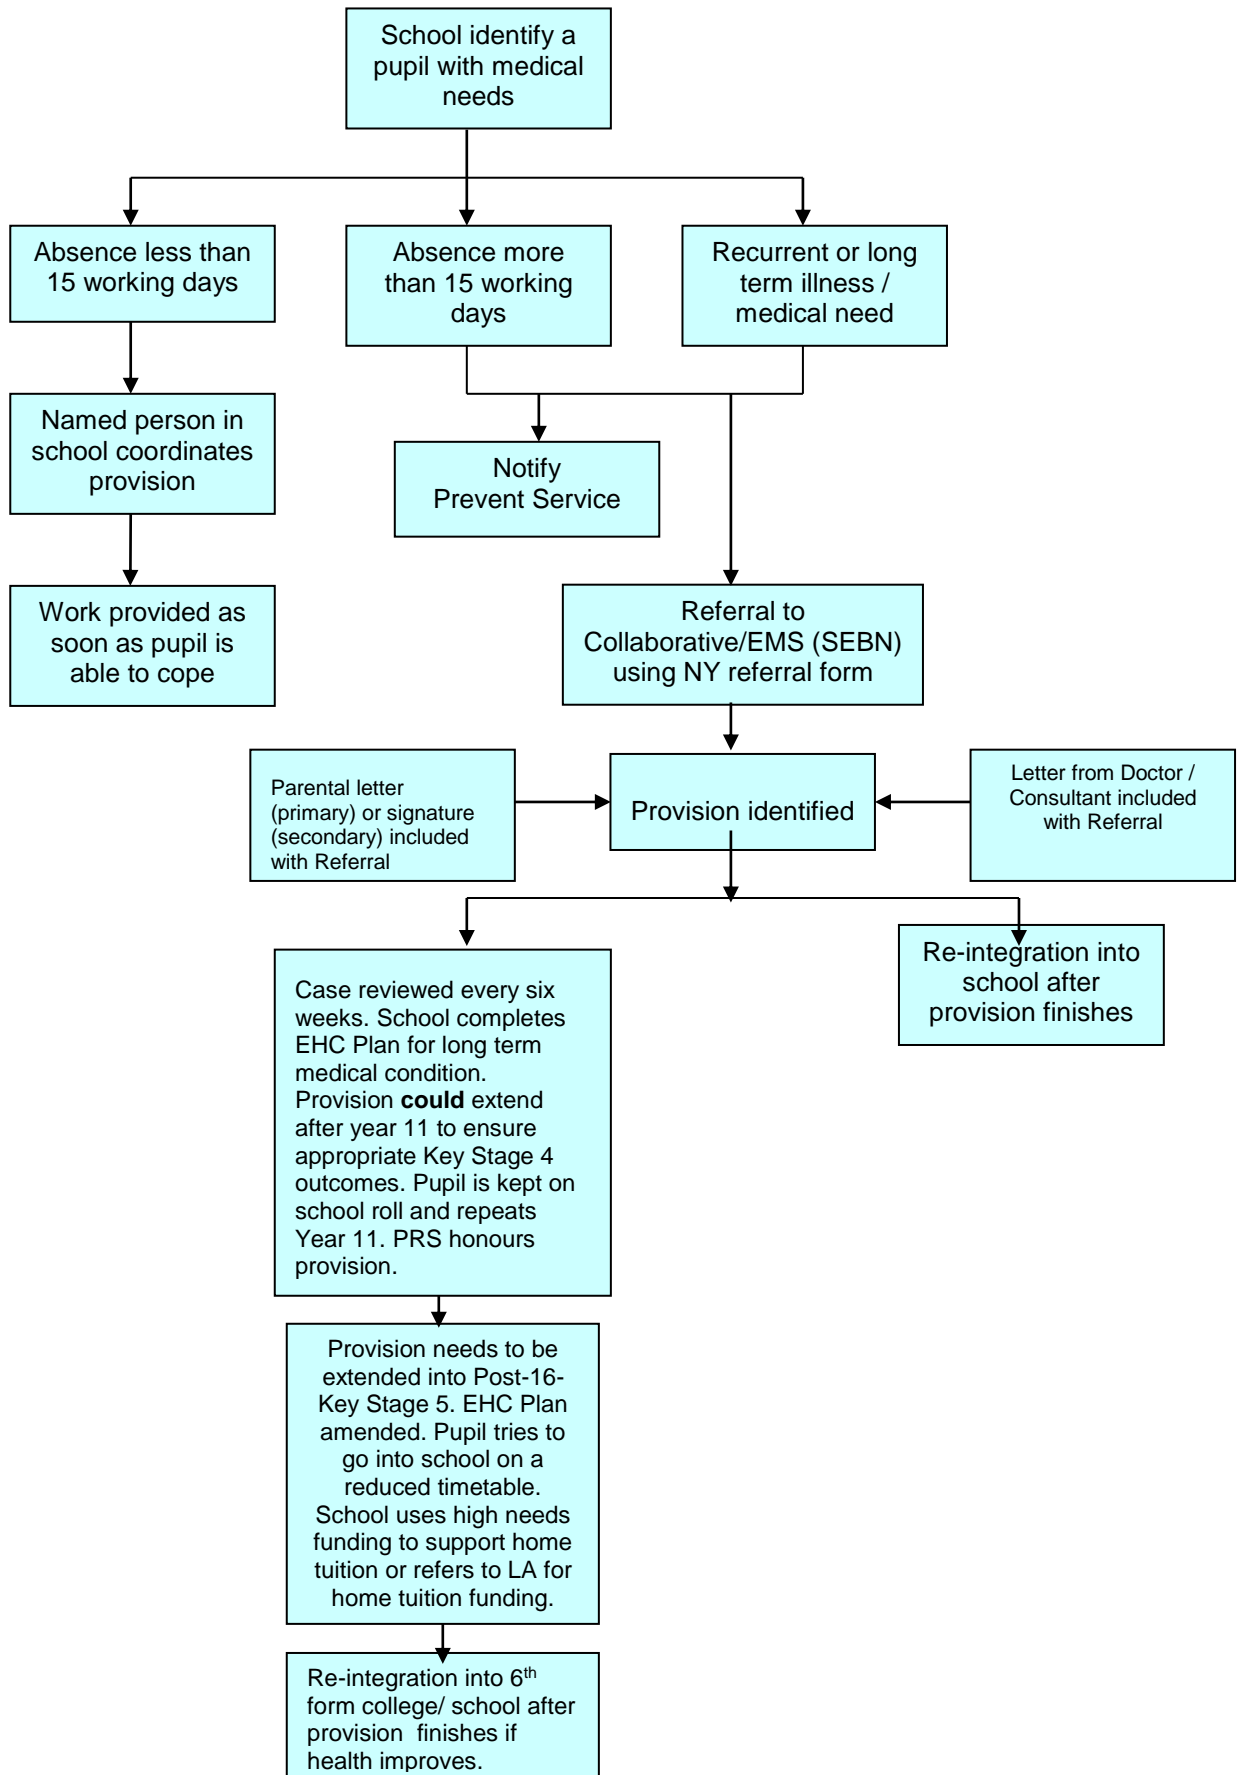 School identify a
pupil with medical
needs
Absence less than
15 working days
Absence more
than 15 working
days
Recurrent or long
term illness /
medical need
Named person in
school coordinates
provision
Notify
Prevent Service
Work provided as
soon as pupil is
able to cope
Referral to
Collaborative/EMS (SEBN)
using NY referral form
Parental letter
(primary) or signature
(secondary) included
with Referral
Provision identified
Letter from Doctor /
Consultant included
with Referral
Case reviewed every six
weeks. School completes
EHC Plan for long term
medical condition.
Provision could extend
after year 11 to ensure
appropriate Key Stage 4
outcomes. Pupil is kept on
school roll and repeats
Year 11. PRS honours
provision.
Re-integration into
school after
provision finishes
Provision needs to be
extended into Post-16-
Key Stage 5. EHC Plan
amended. Pupil tries to
go into school on a
reduced timetable.
School uses high needs
funding to support home
tuition or refers to LA for
home tuition funding.
Re-integration into 6th
form college/ school after
provision finishes if
health improves.